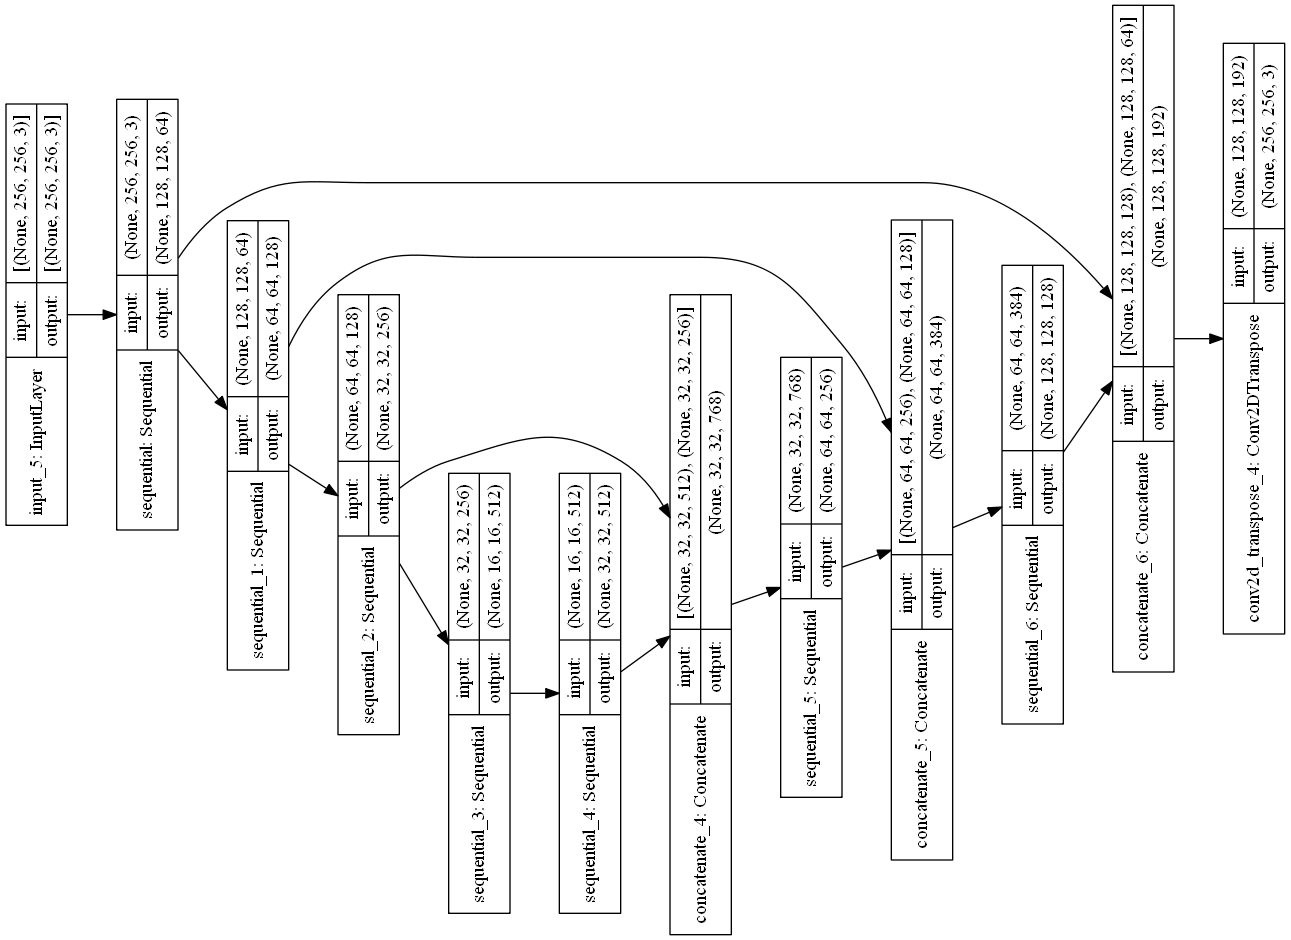 input_5: InputLayer
input:
output:
[(None, 256, 256, 3)]
[(None, 256, 256, 3)]
sequential: Sequential
input:
output:
(None, 256, 256, 3)
(None, 128, 128, 64)
sequential_1: Sequential
input:
output:
(None, 128, 128, 64)
(None, 64, 64, 128)
sequential_2: Sequential
input:
output:
(None, 64, 64, 128)
(None, 32, 32, 256)
sequential_3: Sequential
input:
output:
(None, 32, 32, 256)
(None, 16, 16, 512)
sequential_4: Sequential
input:
output:
(None, 16, 16, 512)
(None, 32, 32, 512)
concatenate_4: Concatenate
input:
output:
[(None, 32, 32, 512), (None, 32, 32, 256)]
(None, 32, 32, 768)
sequential_5: Sequential
input:
output:
(None, 32, 32, 768)
(None, 64, 64, 256)
concatenate_5: Concatenate
input:
output:
[(None, 64, 64, 256), (None, 64, 64, 128)]
(None, 64, 64, 384)
sequential_6: Sequential
input:
output:
(None, 64, 64, 384)
(None, 128, 128, 128)
concatenate_6: Concatenate
input:
output:
[(None, 128, 128, 128), (None, 128, 128, 64)]
(None, 128, 128, 192)
conv2d_transpose_4: Conv2DTranspose
input:
output:
(None, 128, 128, 192)
(None, 256, 256, 3)